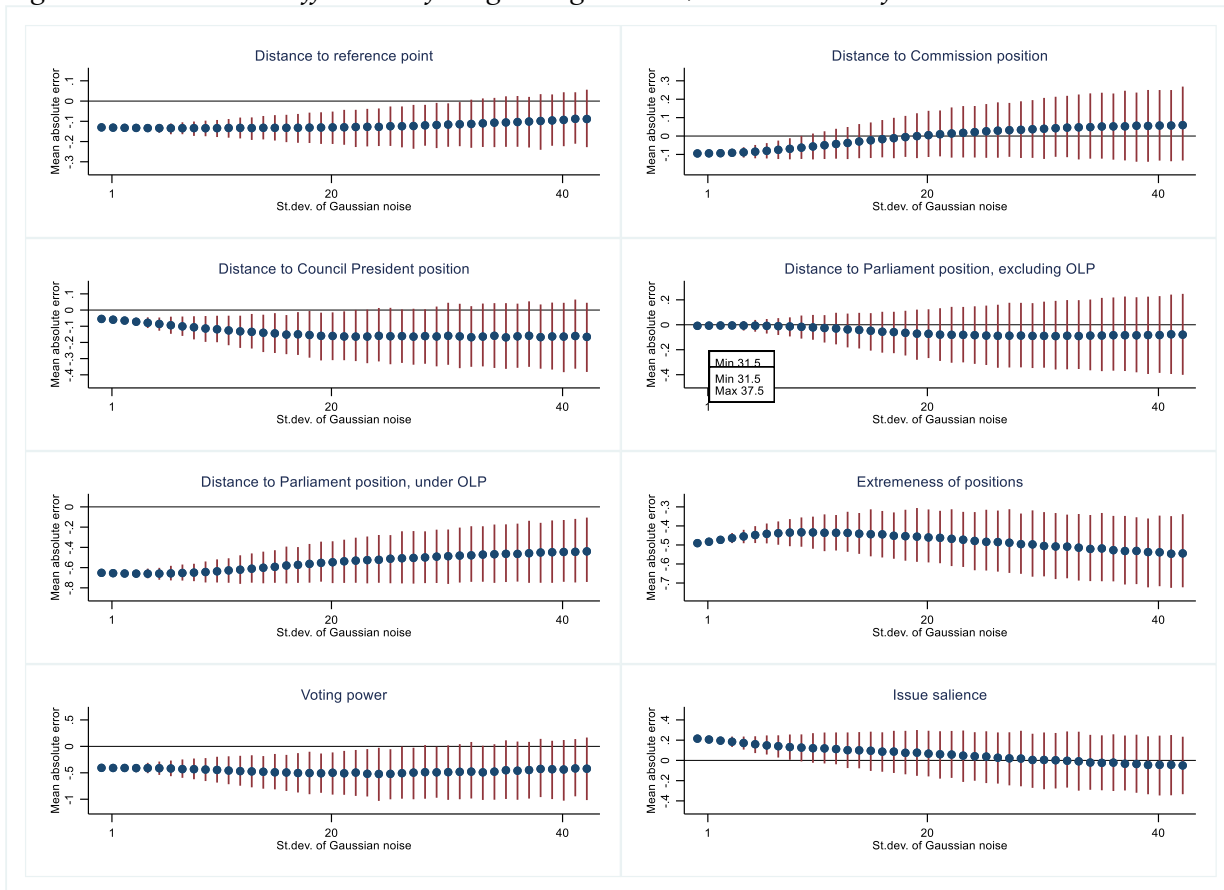 Distance to reference point
Mean absolute error
.1
0
-.1
-.2
-.3
1
20
40
St.dev. of Gaussian noise
Distance to Commission position
Mean absolute error
.3
.2
.1
0
-.1
1
20
40
St.dev. of Gaussian noise
Distance to Council President position
Mean absolute error
.1
0
-.1
-.2
-.3
-.4
1
20
40
St.dev. of Gaussian noise
Distance to Parliament position, excluding OLP
Mean absolute error
.2
0
-.2
-.4
Min 31.5
Min 31.5
Max 37.5
1
20
40
St.dev. of Gaussian noise
Distance to Parliament position, under OLP
Mean absolute error
0
-.2
-.4
-.6
-.8
1
20
40
St.dev. of Gaussian noise
Extremeness of positions
Mean absolute error
-.3
-.4
-.5
-.6
-.7
1
20
40
St.dev. of Gaussian noise
Voting power
Mean absolute error
.5
0
-.5
-1
1
20
40
St.dev. of Gaussian noise
Issue salience
Mean absolute error
.4
.2
0
-.2
-.4
1
20
40
St.dev. of Gaussian noise